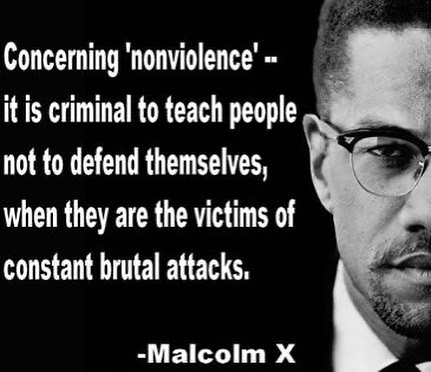 Concerning 'nonviolence' --
it is criminal to teach people
not to defend themselves,
when they are the victims of
constant brutal attacks.
-Malcolm X